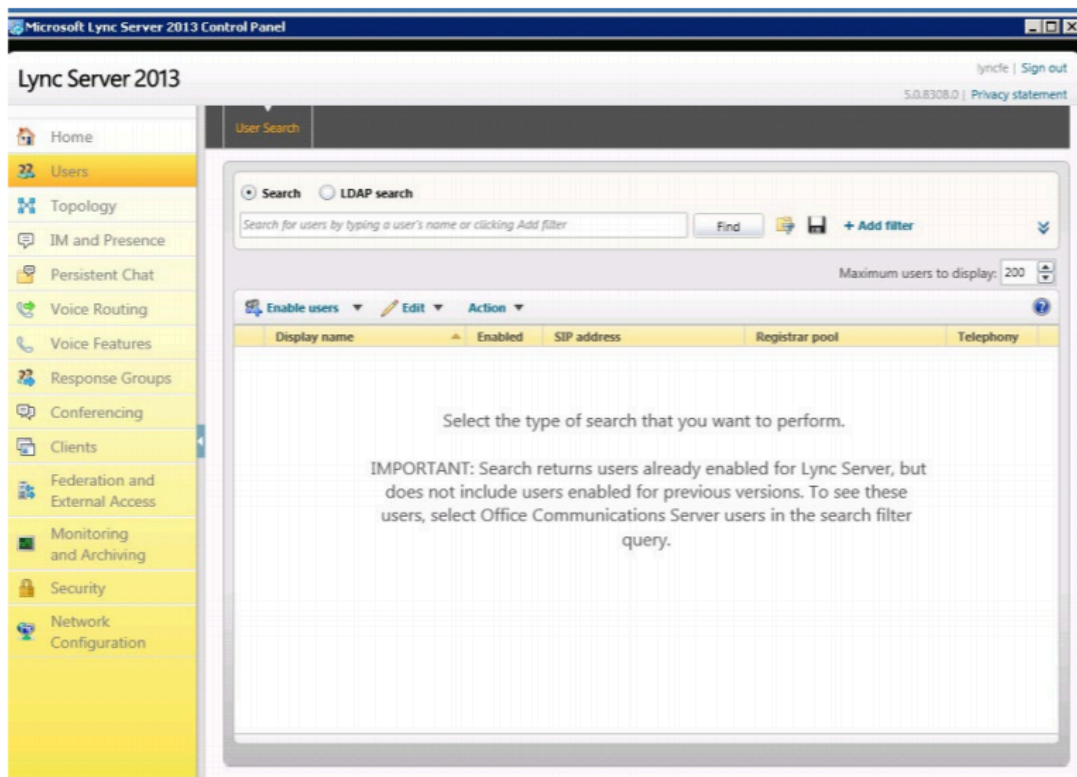 Microsoft Lync Server 2013 Control Panel
Lync Server 2013
lyncfe | Sign out
5.0.8308.0 | Privacy statement
Home
Users
Topology
IM and Presence
Persistent Chat
Voice Routing
Voice Features
Response Groups
Conferencing
Clients
Federation and
External Access
Monitoring
and Archiving
Security
Network
Configuration
User Search
Search LDAP search
Search for users by typing a user's name or clicking Add filter
Find
+ Add filter
Maximum users to display: 200
Enable users Edit Action
Display name Enabled SIP address Registrar pool Telephony
Select the type of search that you want to perform.
IMPORTANT: Search returns users already enabled for Lync Server, but
does not include users enabled for previous versions. To see these
users, select Office Communications Server users in the search filter
query.